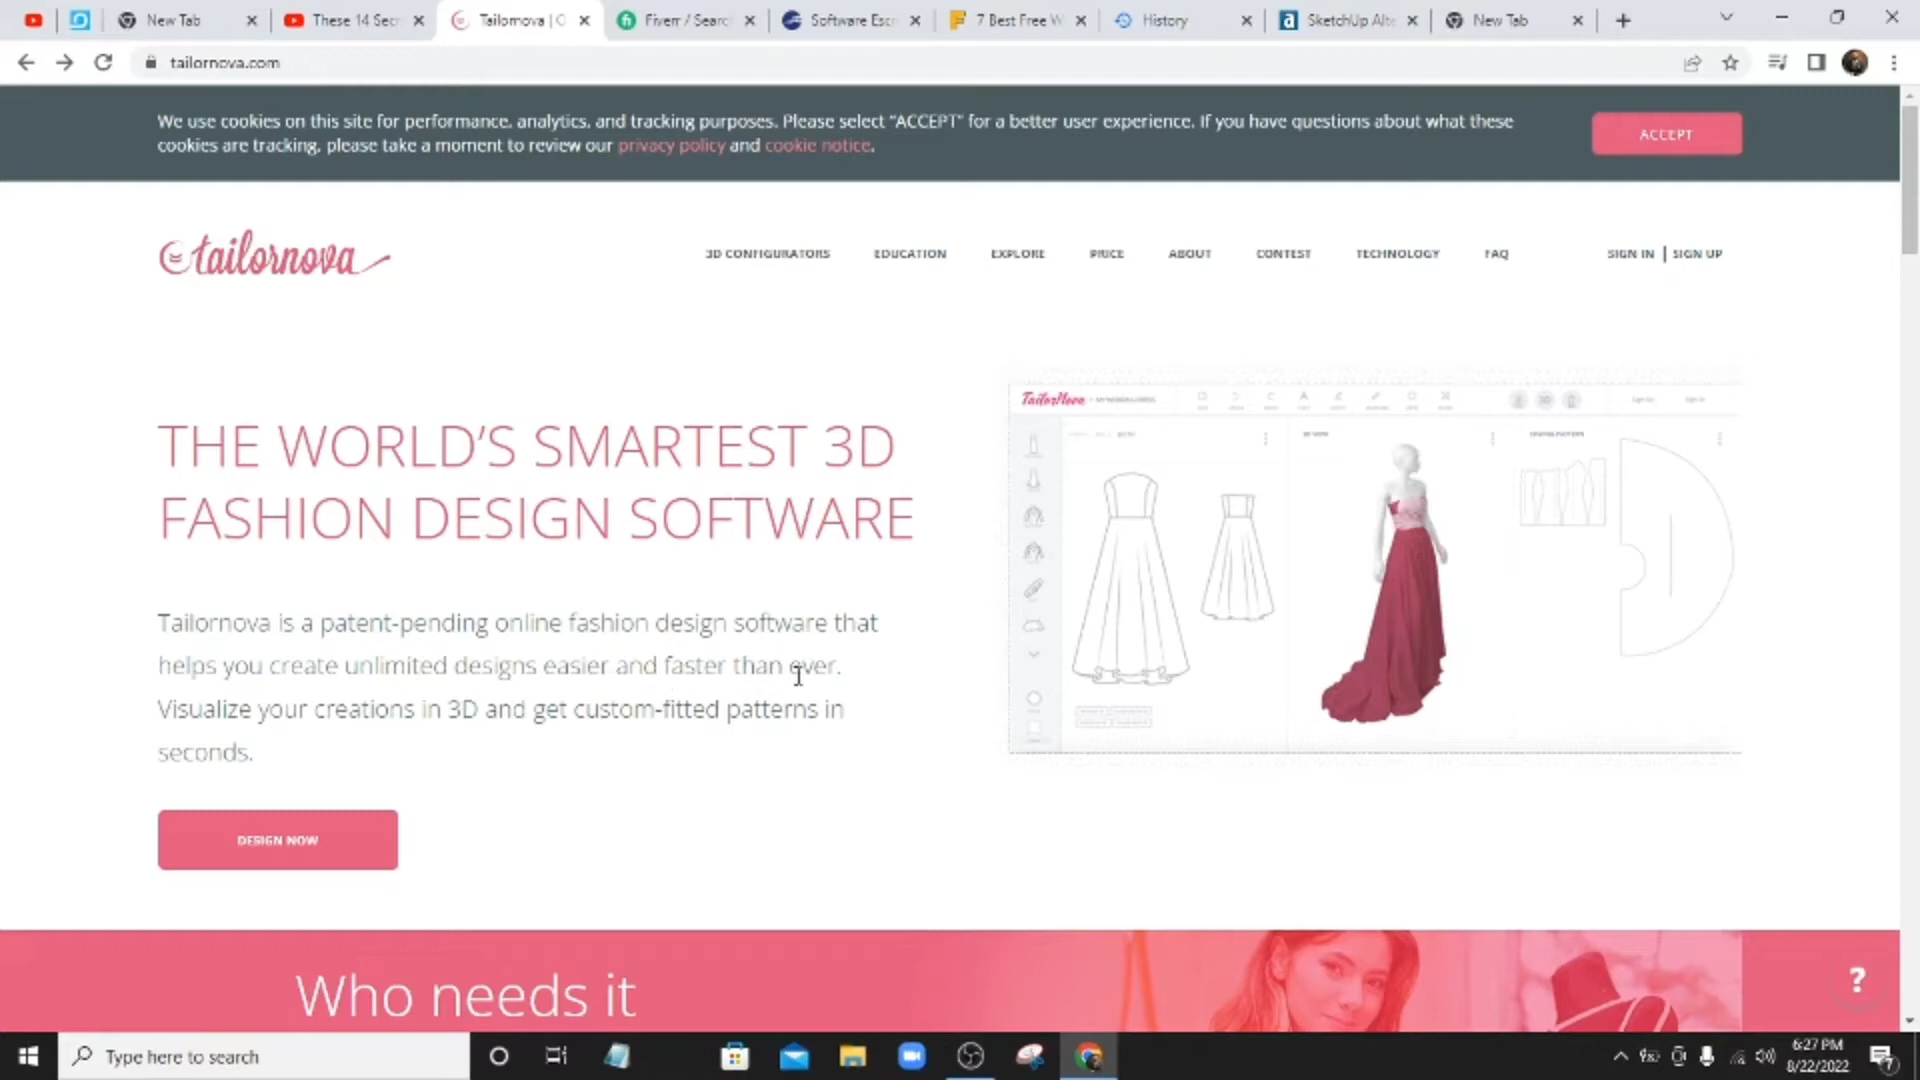 New Tab
These 14 Sec
Tailornova | O
Fiverr / Searc
Software Escr
7 Best Free W
History
SketchUp Alte
New Tab
tailornova.com
We use cookies on this site for performance, analytics, and tracking purposes. Please select "ACCEPT" for a better user experience. If you have questions about what these
cookies are tracking, please take a moment to review our privacy policy and cookie notice.
ACCEPT
tailornova
3D CONFIGURATORS
EDUCATION
EXPLORE
PRICE
ABOUT
CONTEST
TECHNOLOGY
FAQ
SIGN IN | SIGN UP
THE WORLD'S SMARTEST 3D
FASHION DESIGN SOFTWARE
TailorNova
Tailornova is a patent-pending online fashion design software that
helps you create unlimited designs easier and faster than ever.
Visualize your creations in 3D and get custom-fitted patterns in
seconds.
DESIGN NOW
Who needs it
?
Type here to search
6:27 PM
8/22/2022
7